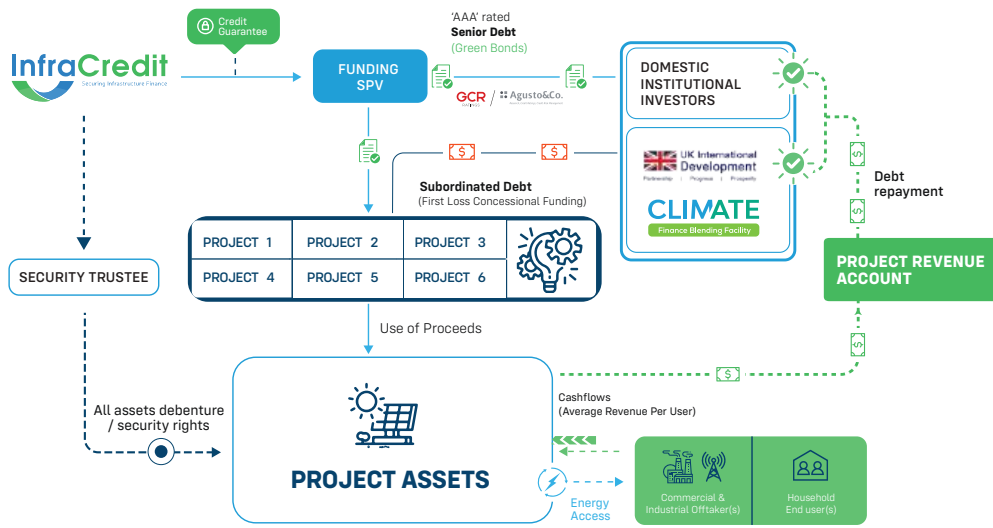 Credit
Guarantee
InfraCredit
Securing Infrastructure Finance
FUNDING
SPV
'AAA' rated
Senior Debt
(Green Bonds)
GCR
RATINGS
Agusto&Co.
DOMESTIC
INSTITUTIONAL
INVESTORS
UK International
Development
Partnership | Progress | Prosperity
CLIMATE
Finance Blending Facility
Debt
repayment
Subordinated Debt
(First Loss Concessional Funding)
PROJECT 1
PROJECT 2
PROJECT 3
PROJECT 4
PROJECT 5
PROJECT 6
SECURITY TRUSTEE
PROJECT REVENUE
ACCOUNT
Use of Proceeds
All assets debenture
/ security rights
PROJECT ASSETS
Cashflows
(Average Revenue Per User)
Energy
Access
Commercial &
Industrial Offtaker(s)
Household
End user(s)